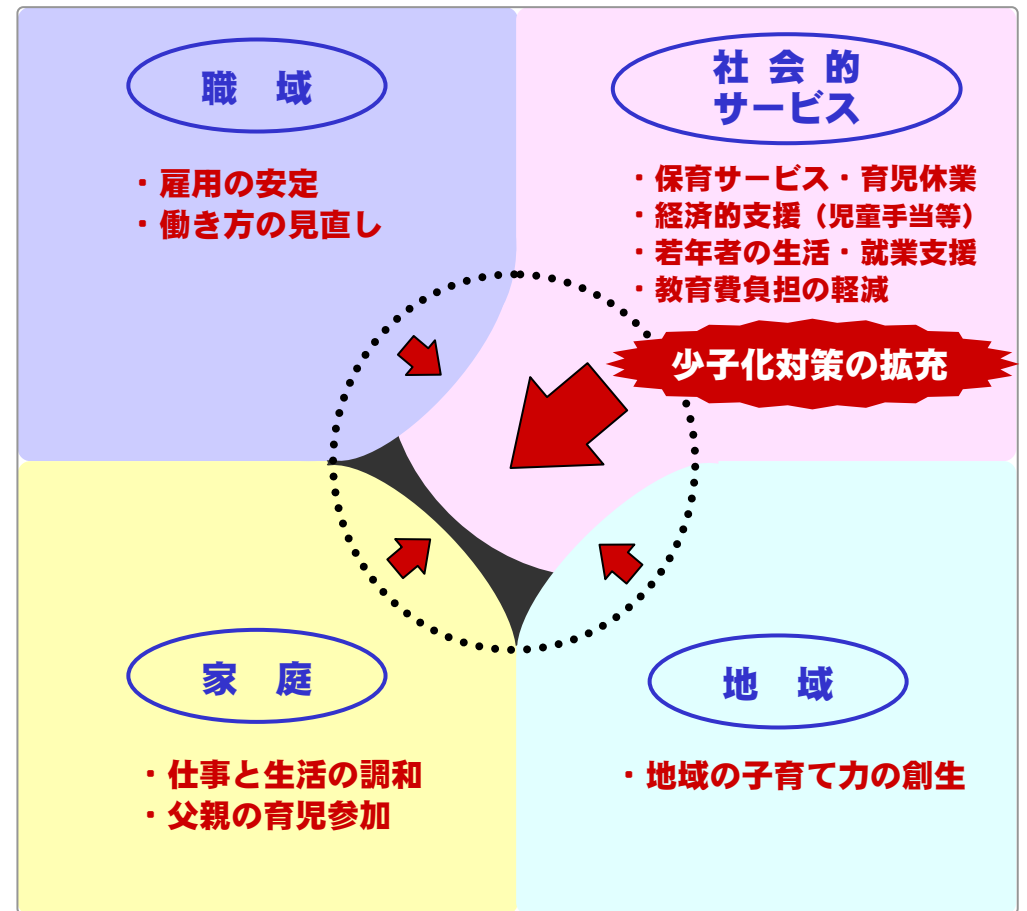 職　域
・雇用の安定
・働き方の見直し
社 会 的
サービス
・保育サービス・育児休業
・経済的支援（児童手当等）
・若年者の生活・就業支援
・教育費負担の軽減
少子化対策の拡充
家　庭
・仕事と生活の調和
・父親の育児参加
地　域
・地域の子育て力の創生